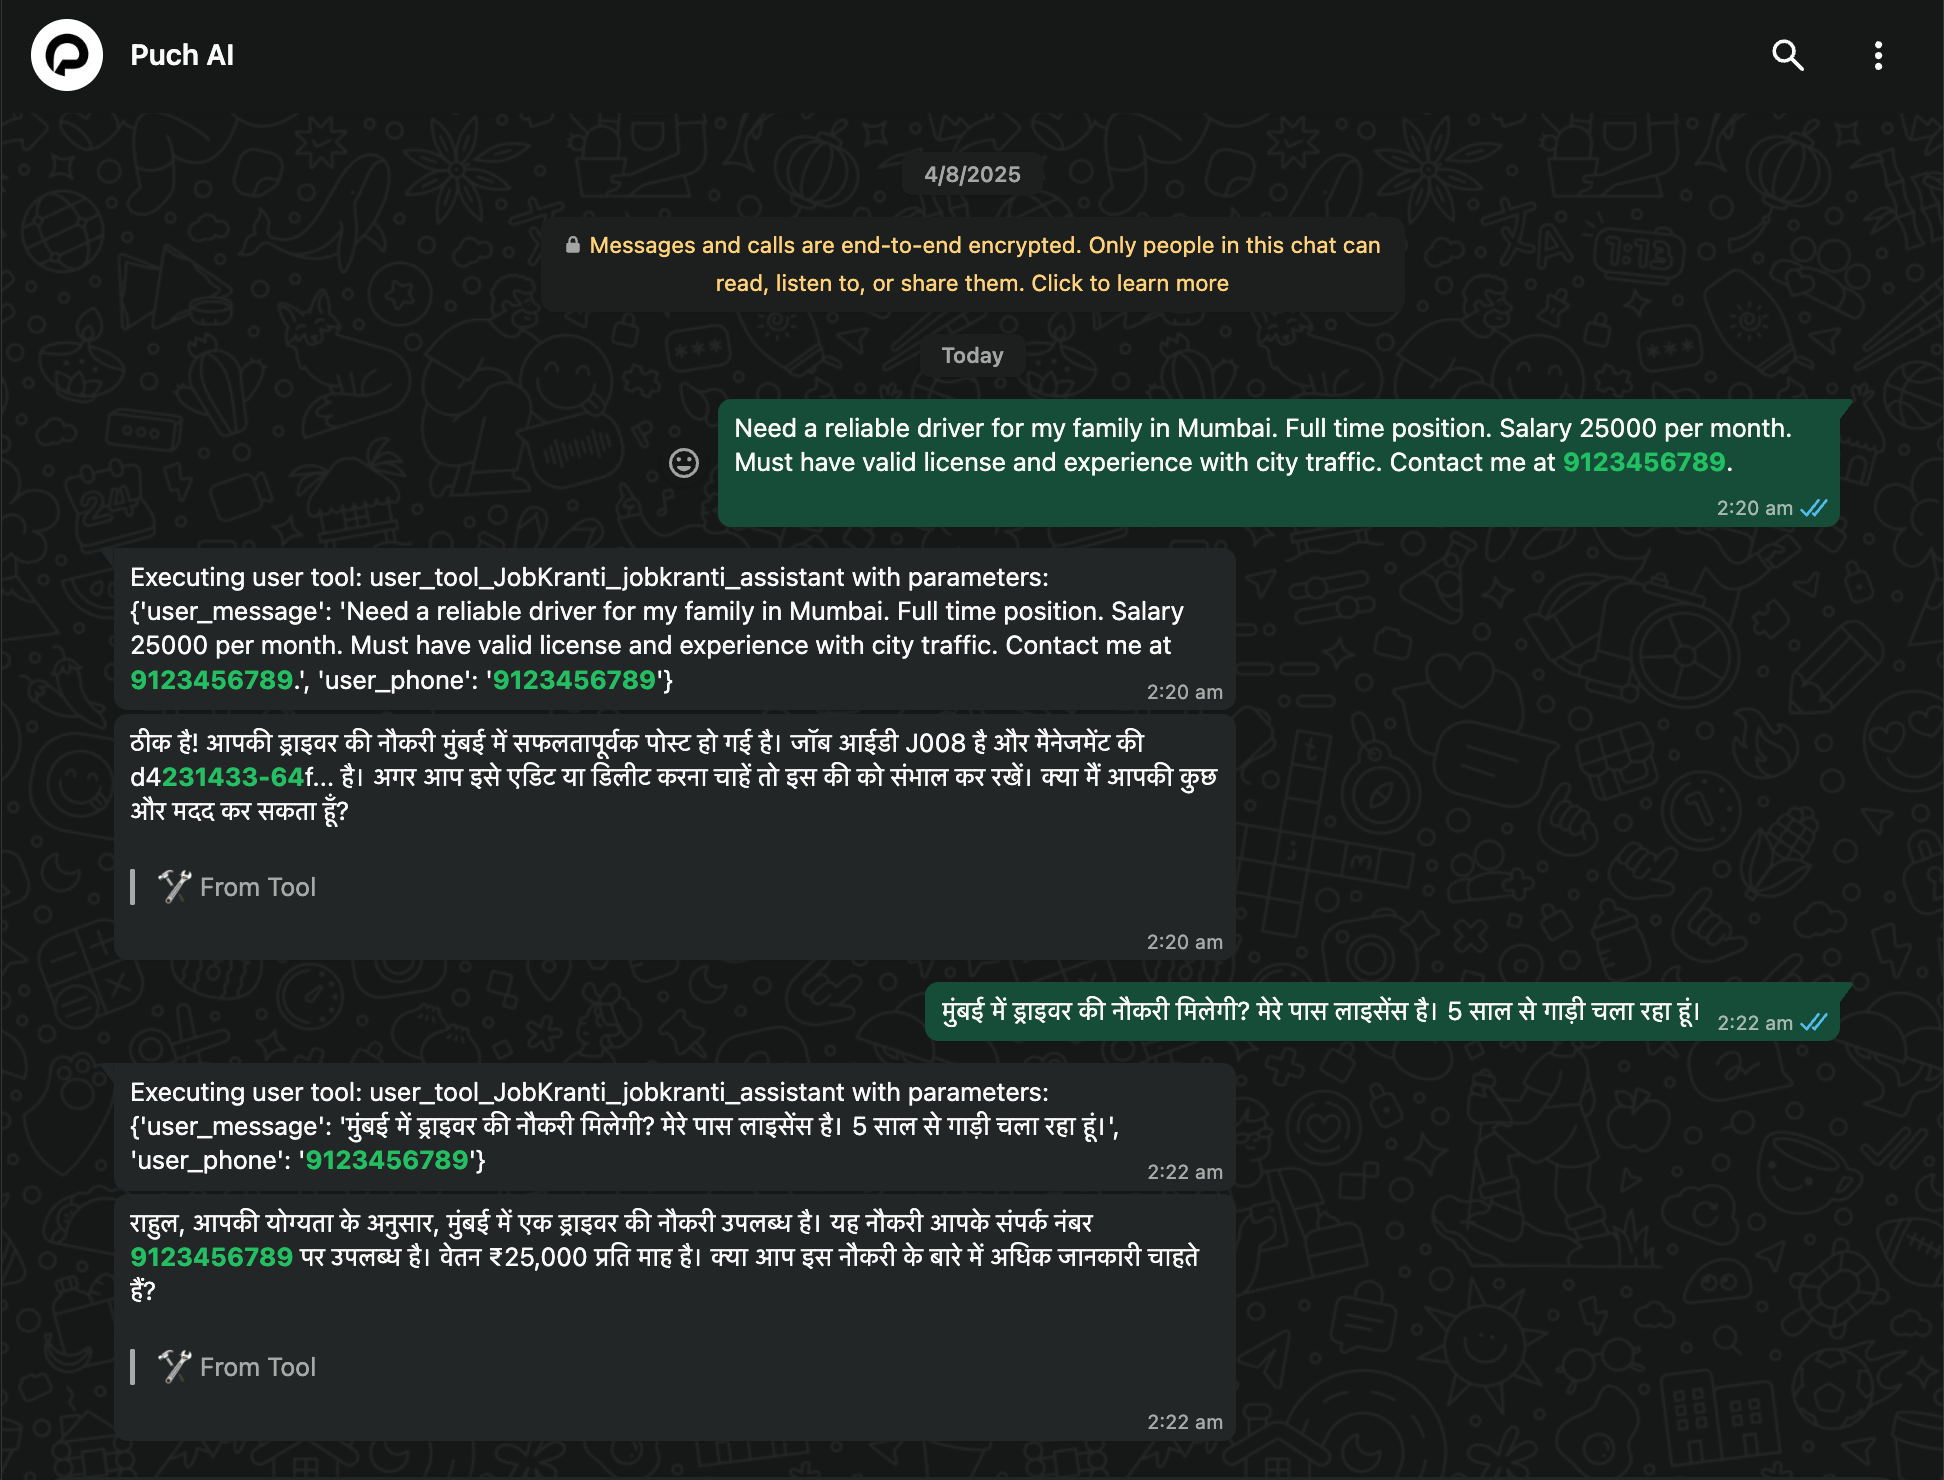 Puch AI
4/8/2025
Messages and calls are end-to-end encrypted. Only people in this chat can
read, listen to, or share them. Click to learn more
Today
Need a reliable driver for my family in Mumbai. Full time position. Salary 25000 per month.
Must have valid license and experience with city traffic. Contact me at 9123456789.
2:20 am
Executing user tool: user_tool_JobKranti_jobkranti_assistant with parameters:
{'user_message': 'Need a reliable driver for my family in Mumbai. Full time position. Salary
25000 per month. Must have valid license and experience with city traffic. Contact me at
9123456789.', 'user_phone': '9123456789'}
2:20 am
ठीक है! आपकी ड्राइवर की नौकरी मुंबई में सफलतापूर्वक पोस्ट हो गई है। जॉब आईडी J008 है और मैनेजमेंट की
d4231433-64f... है। अगर आप इसे एडिट या डिलीट करना चाहें तो इस की को संभाल कर रखें। क्या मैं आपकी कुछ
और मदद कर सकता हूँ?
From Tool
2:20 am
मुंबई में ड्राइवर की नौकरी मिलेगी? मेरे पास लाइसेंस है। 5 साल से गाड़ी चला रहा हूं।
2:22 am
Executing user tool: user_tool_JobKranti_jobkranti_assistant with parameters:
{'user_message': 'मुंबई में ड्राइवर की नौकरी मिलेगी? मेरे पास लाइसेंस है। 5 साल से गाड़ी चला रहा हूं।',
'user_phone': '9123456789'}
2:22 am
राहुल, आपकी योग्यता के अनुसार, मुंबई में एक ड्राइवर की नौकरी उपलब्ध है। यह नौकरी आपके संपर्क नंबर
9123456789 पर उपलब्ध है। वेतन ₹25,000 प्रति माह है। क्या आप इस नौकरी के बारे में अधिक जानकारी चाहते
हैं?
From Tool
2:22 am